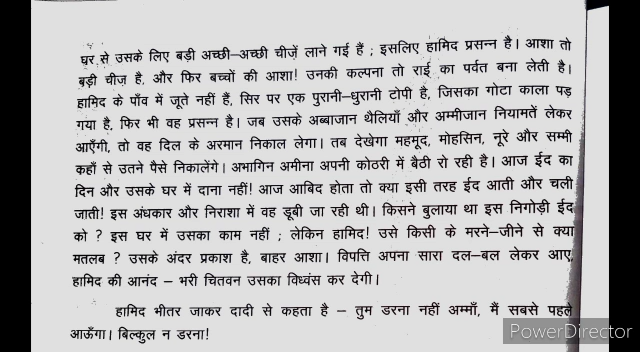 घर से उसके लिए बड़ी अच्छी–अच्छी चीज़ें लाने गई हैं ; इसलिए हामिद प्रसन्न है। आशा तो
बड़ी चीज़ है, और फिर बच्चों की आशा! उनकी कल्पना तो राई का पर्वत बना लेती है।
हामिद के पाँव में जूते नहीं हैं, सिर पर एक पुरानी–धुरानी टोपी है, जिसका गोटा काला पड़
गया है, फिर भी वह प्रसन्न है। जब उसके अब्बाजान थैलियाँ और अम्मीजान नियामतें लेकर
आएँगी, तो वह दिल के अरमान निकाल लेगा। तब देखेगा महमूद, मोहसिन, नूरे और सम्मी
कहाँ से उतने पैसे निकालेंगे। अभागिन अमीना अपनी कोठरी में बैठी रो रही है। आज ईद का
दिन और उसके घर में दाना नहीं! आज आबिद होता तो क्या इसी तरह ईद आती और चली
जाती! इस अंधकार और निराशा में वह डूबी जा रही थी। किसने बुलाया था इस निगोड़ी ईद
को ? इस घर में उसका काम नहीं ; लेकिन हामिद! उसे किसी के मरने–जीने से क्या
मतलब ? उसके अंदर प्रकाश है, बाहर आशा। विपत्ति अपना सारा दल–बल लेकर आए,
हामिद की आनंद – भरी चितवन उसका विध्वंस कर देगी।
हामिद भीतर जाकर दादी से कहता है – तुम डरना नहीं अम्माँ, मैं सबसे पहले
आऊँगा। बिल्कुल न डरना!
PowerDirector